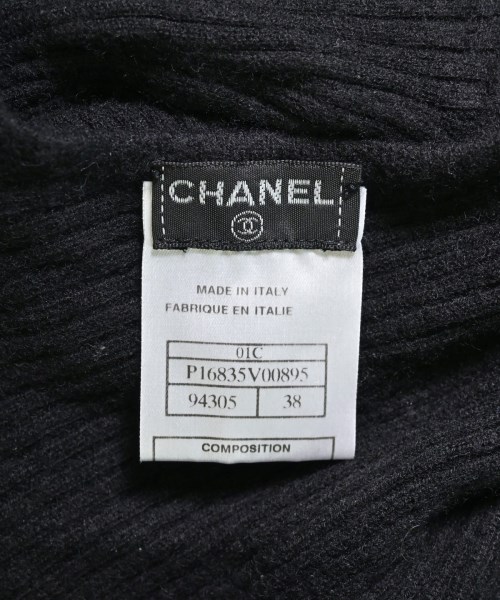 CHANEL
MADE IN ITALY
FABRIQUE EN ITALIE
01C
P16835V00895
94305 38
COMPOSITION